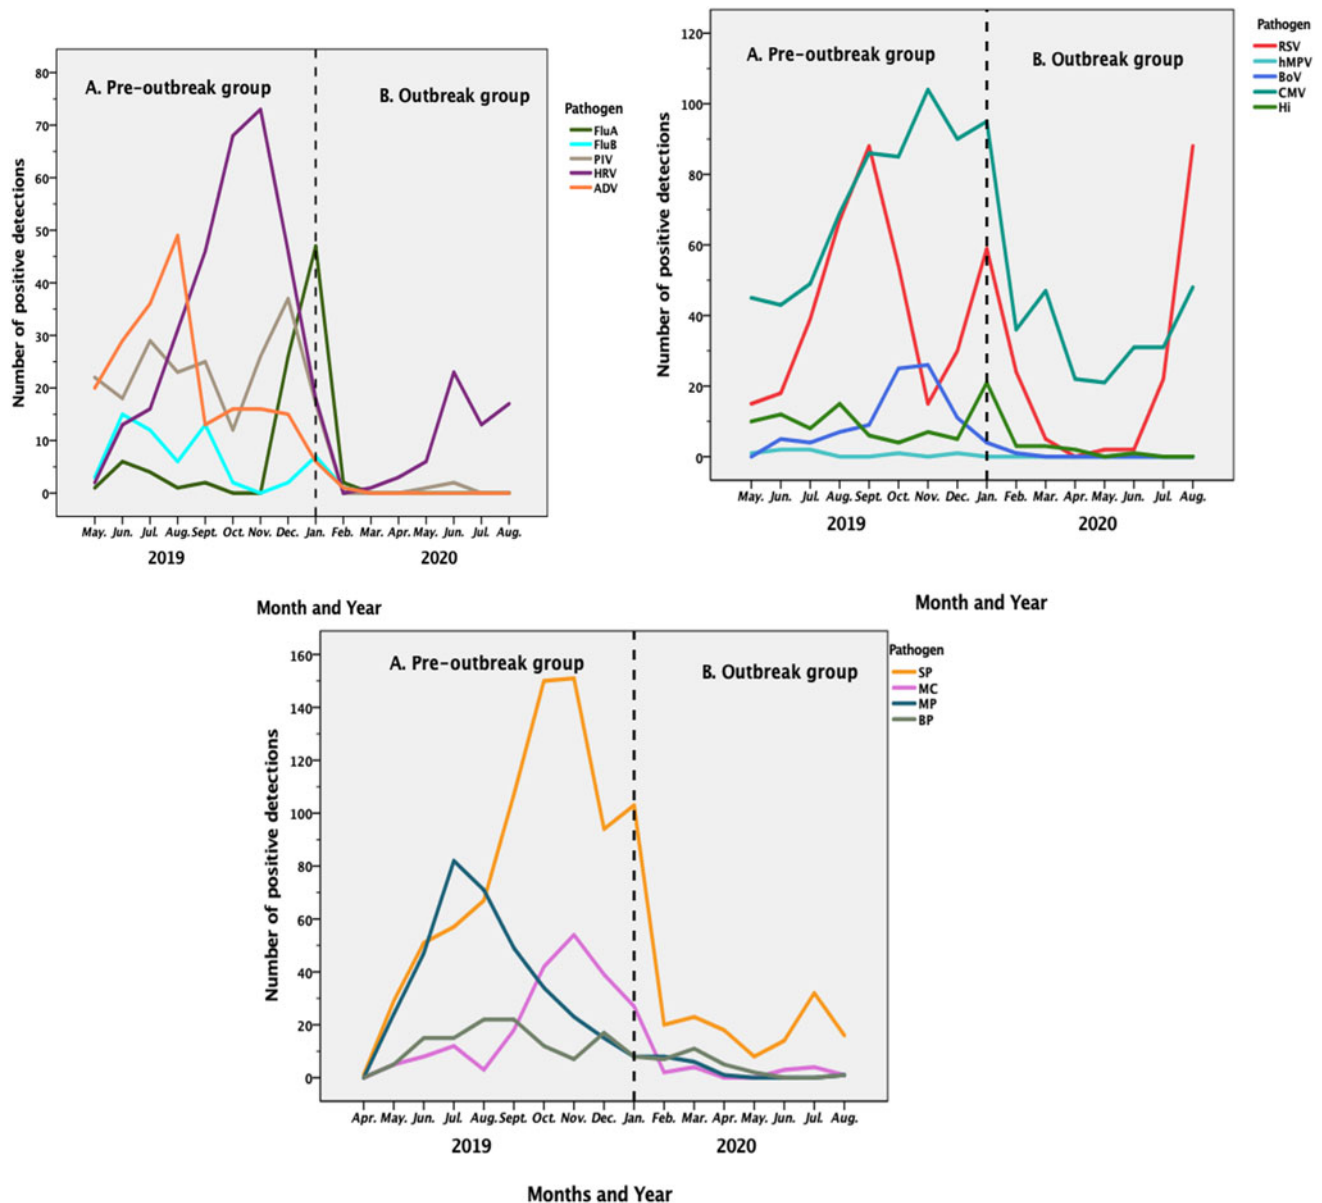 A. Pre-outbreak group
B. Outbreak group
Number of positive detections
80
70
60
50
40
30
20
10
0
May. Jun. Jul. Aug. Sept. Oct. Nov. Dec. Jan. Feb. Mar. Apr. May. Jun. Jul. Aug.
2019 2020
Month and Year
Pathogen
FluA
FluB
PIV
HRV
ADV
A. Pre-outbreak group
B. Outbreak group
Number of positive detections
120
100
80
60
40
20
0
May. Jun. Jul. Aug. Sept. Oct. Nov. Dec. Jan. Feb. Mar. Apr. May. Jun. Jul. Aug.
2019 2020
Month and Year
Pathogen
RSV
hMPV
BoV
CMV
Hi
A. Pre-outbreak group
B. Outbreak group
Number of positive detections
160
140
120
100
80
60
40
20
0
Apr. May. Jun. Jul. Aug. Sept. Oct. Nov. Dec. Jan. Feb. Mar. Apr. May. Jun. Jul. Aug.
2019 2020
Months and Year
Pathogen
SP
MC
MP
BP